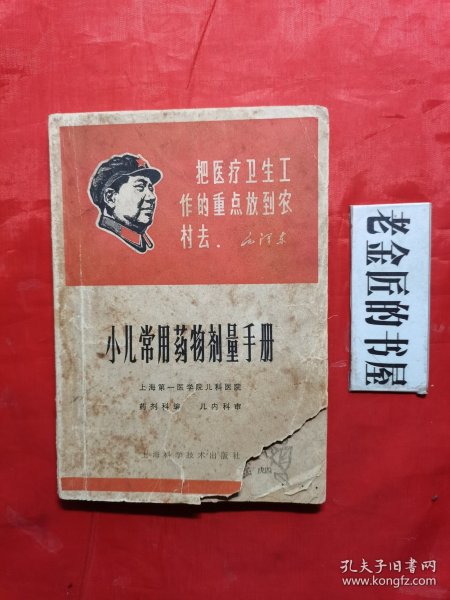 把医疗卫生工
作的重点放到农
村去．毛泽东
小儿常用药物剂量手册
上海第一医学院儿科医院
药剂科编 儿内科审
上海科学技术出版社
老金匠的书屋
孔夫子旧书网
www.kongfz.com